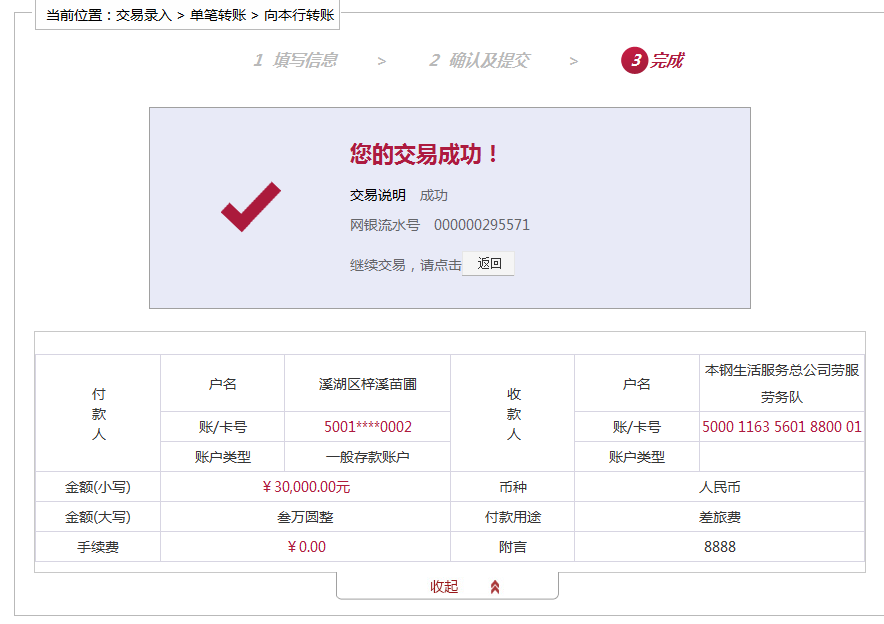 当前位置：交易录入 > 单笔转账 > 向本行转账
1 填写信息 > 2 确认及提交 > 3 完成
您的交易成功！
交易说明 成功
网银流水号 000000295571
继续交易，请点击 返回
付款人
户名 溪湖区梓溪苗圃
账/卡号 5001****0002
账户类型 一般存款账户
收款人
户名 本钢生活服务总公司劳服
劳务队
账/卡号 5000 1163 5601 8800 01
账户类型
金额(小写) ￥30,000.00元 币种 人民币
金额(大写) 叁万圆整 付款用途 差旅费
手续费 ￥0.00 附言 8888
收起